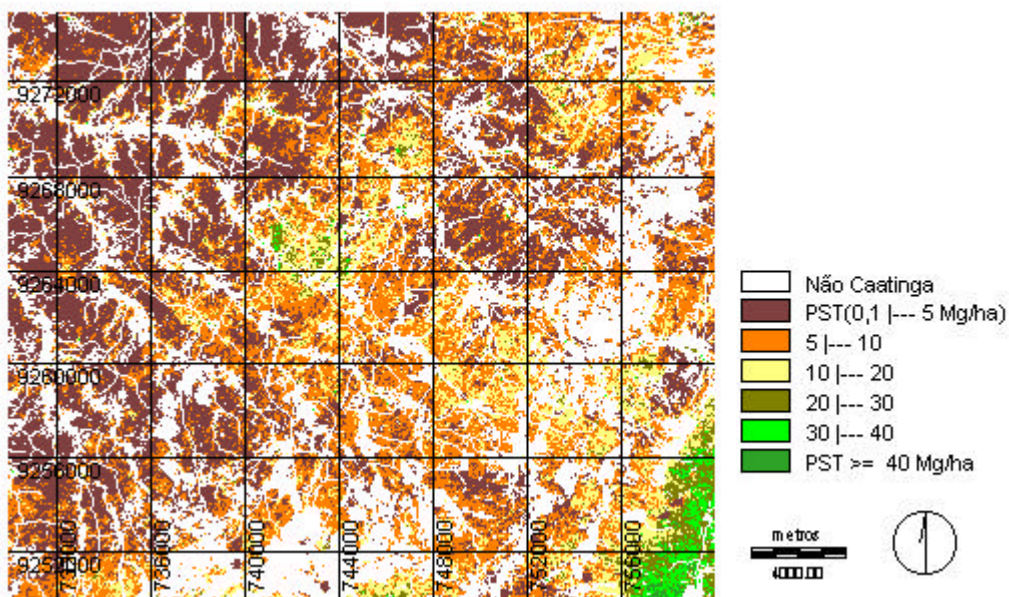 9272000
9268000
9264000
9260000
9256000
9252000
732000
736000
740000
744000
748000
752000
756000
Não Caatinga
PST(0,1 |--- 5 Mg/ha)
5 |--- 10
10 |--- 20
20 |--- 30
30 |--- 40
PST >= 40 Mg/ha
metros
4000.00